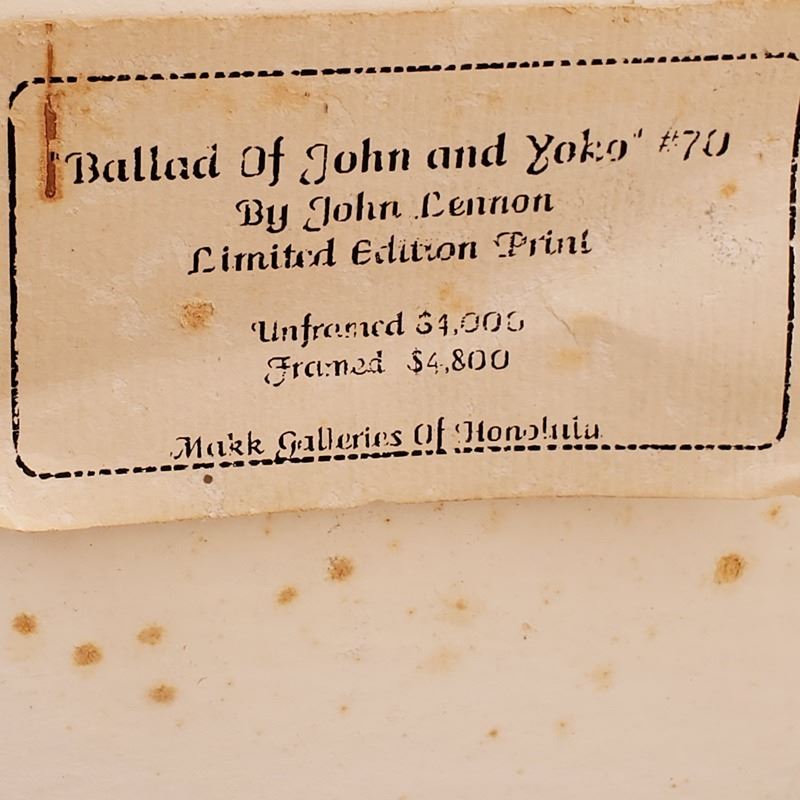 "Ballad Of John and Yoko" #70
By John Lennon
Limited Edition Print
Unframed $4,000
Framed $4,800
Makk Galleries Of Honolulu